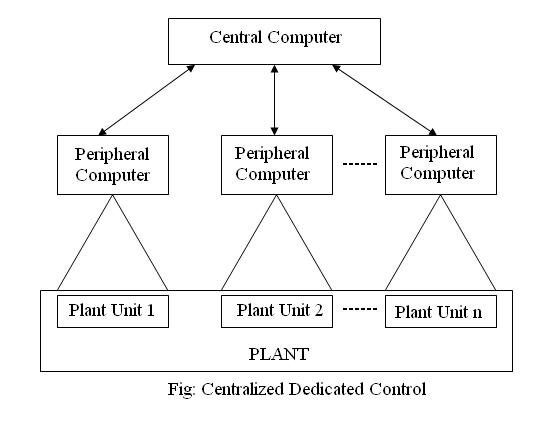 Central Computer
Peripheral
Computer
Peripheral
Computer
Peripheral
Computer
Plant Unit 1
Plant Unit 2
Plant Unit n
PLANT
Fig: Centralized Dedicated Control